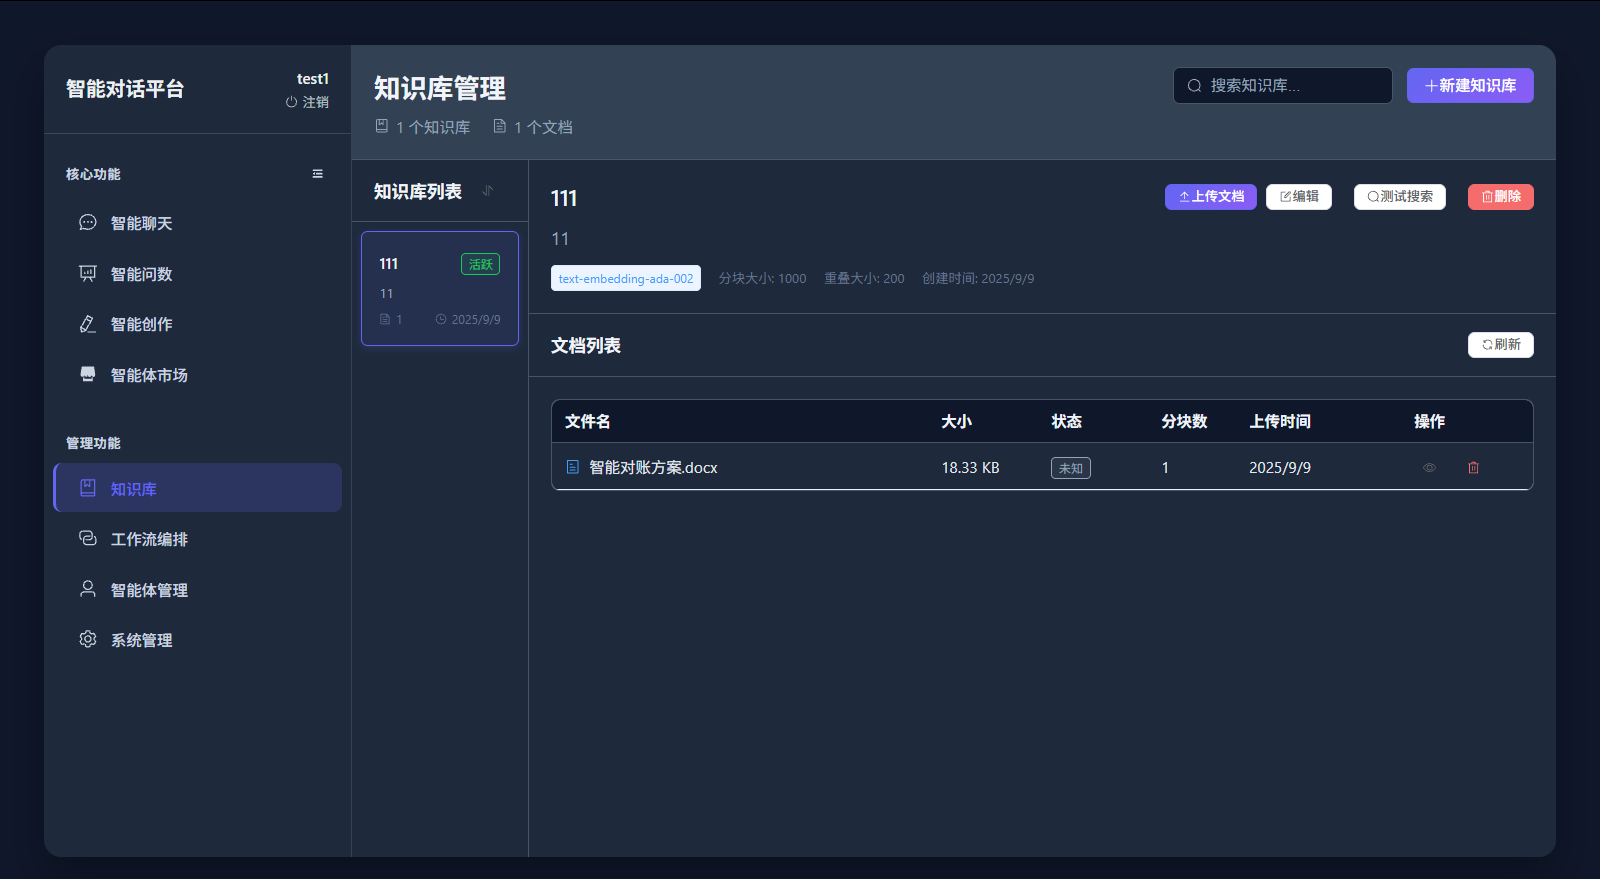 智能对话平台
test1
注销
核心功能
智能聊天
智能问数
智能创作
智能体市场
管理功能
知识库
工作流编排
智能体管理
系统管理
知识库管理
1 个知识库 1 个文档
搜索知识库...
新建知识库
知识库列表
111 活跃
11
1 2025/9/9
111
上传文档 编辑 测试搜索 删除
11
text-embedding-ada-002 分块大小: 1000 重叠大小: 200 创建时间: 2025/9/9
文档列表
刷新
文件名 大小 状态 分块数 上传时间 操作
智能对账方案.docx 18.33 KB 未知 1 2025/9/9